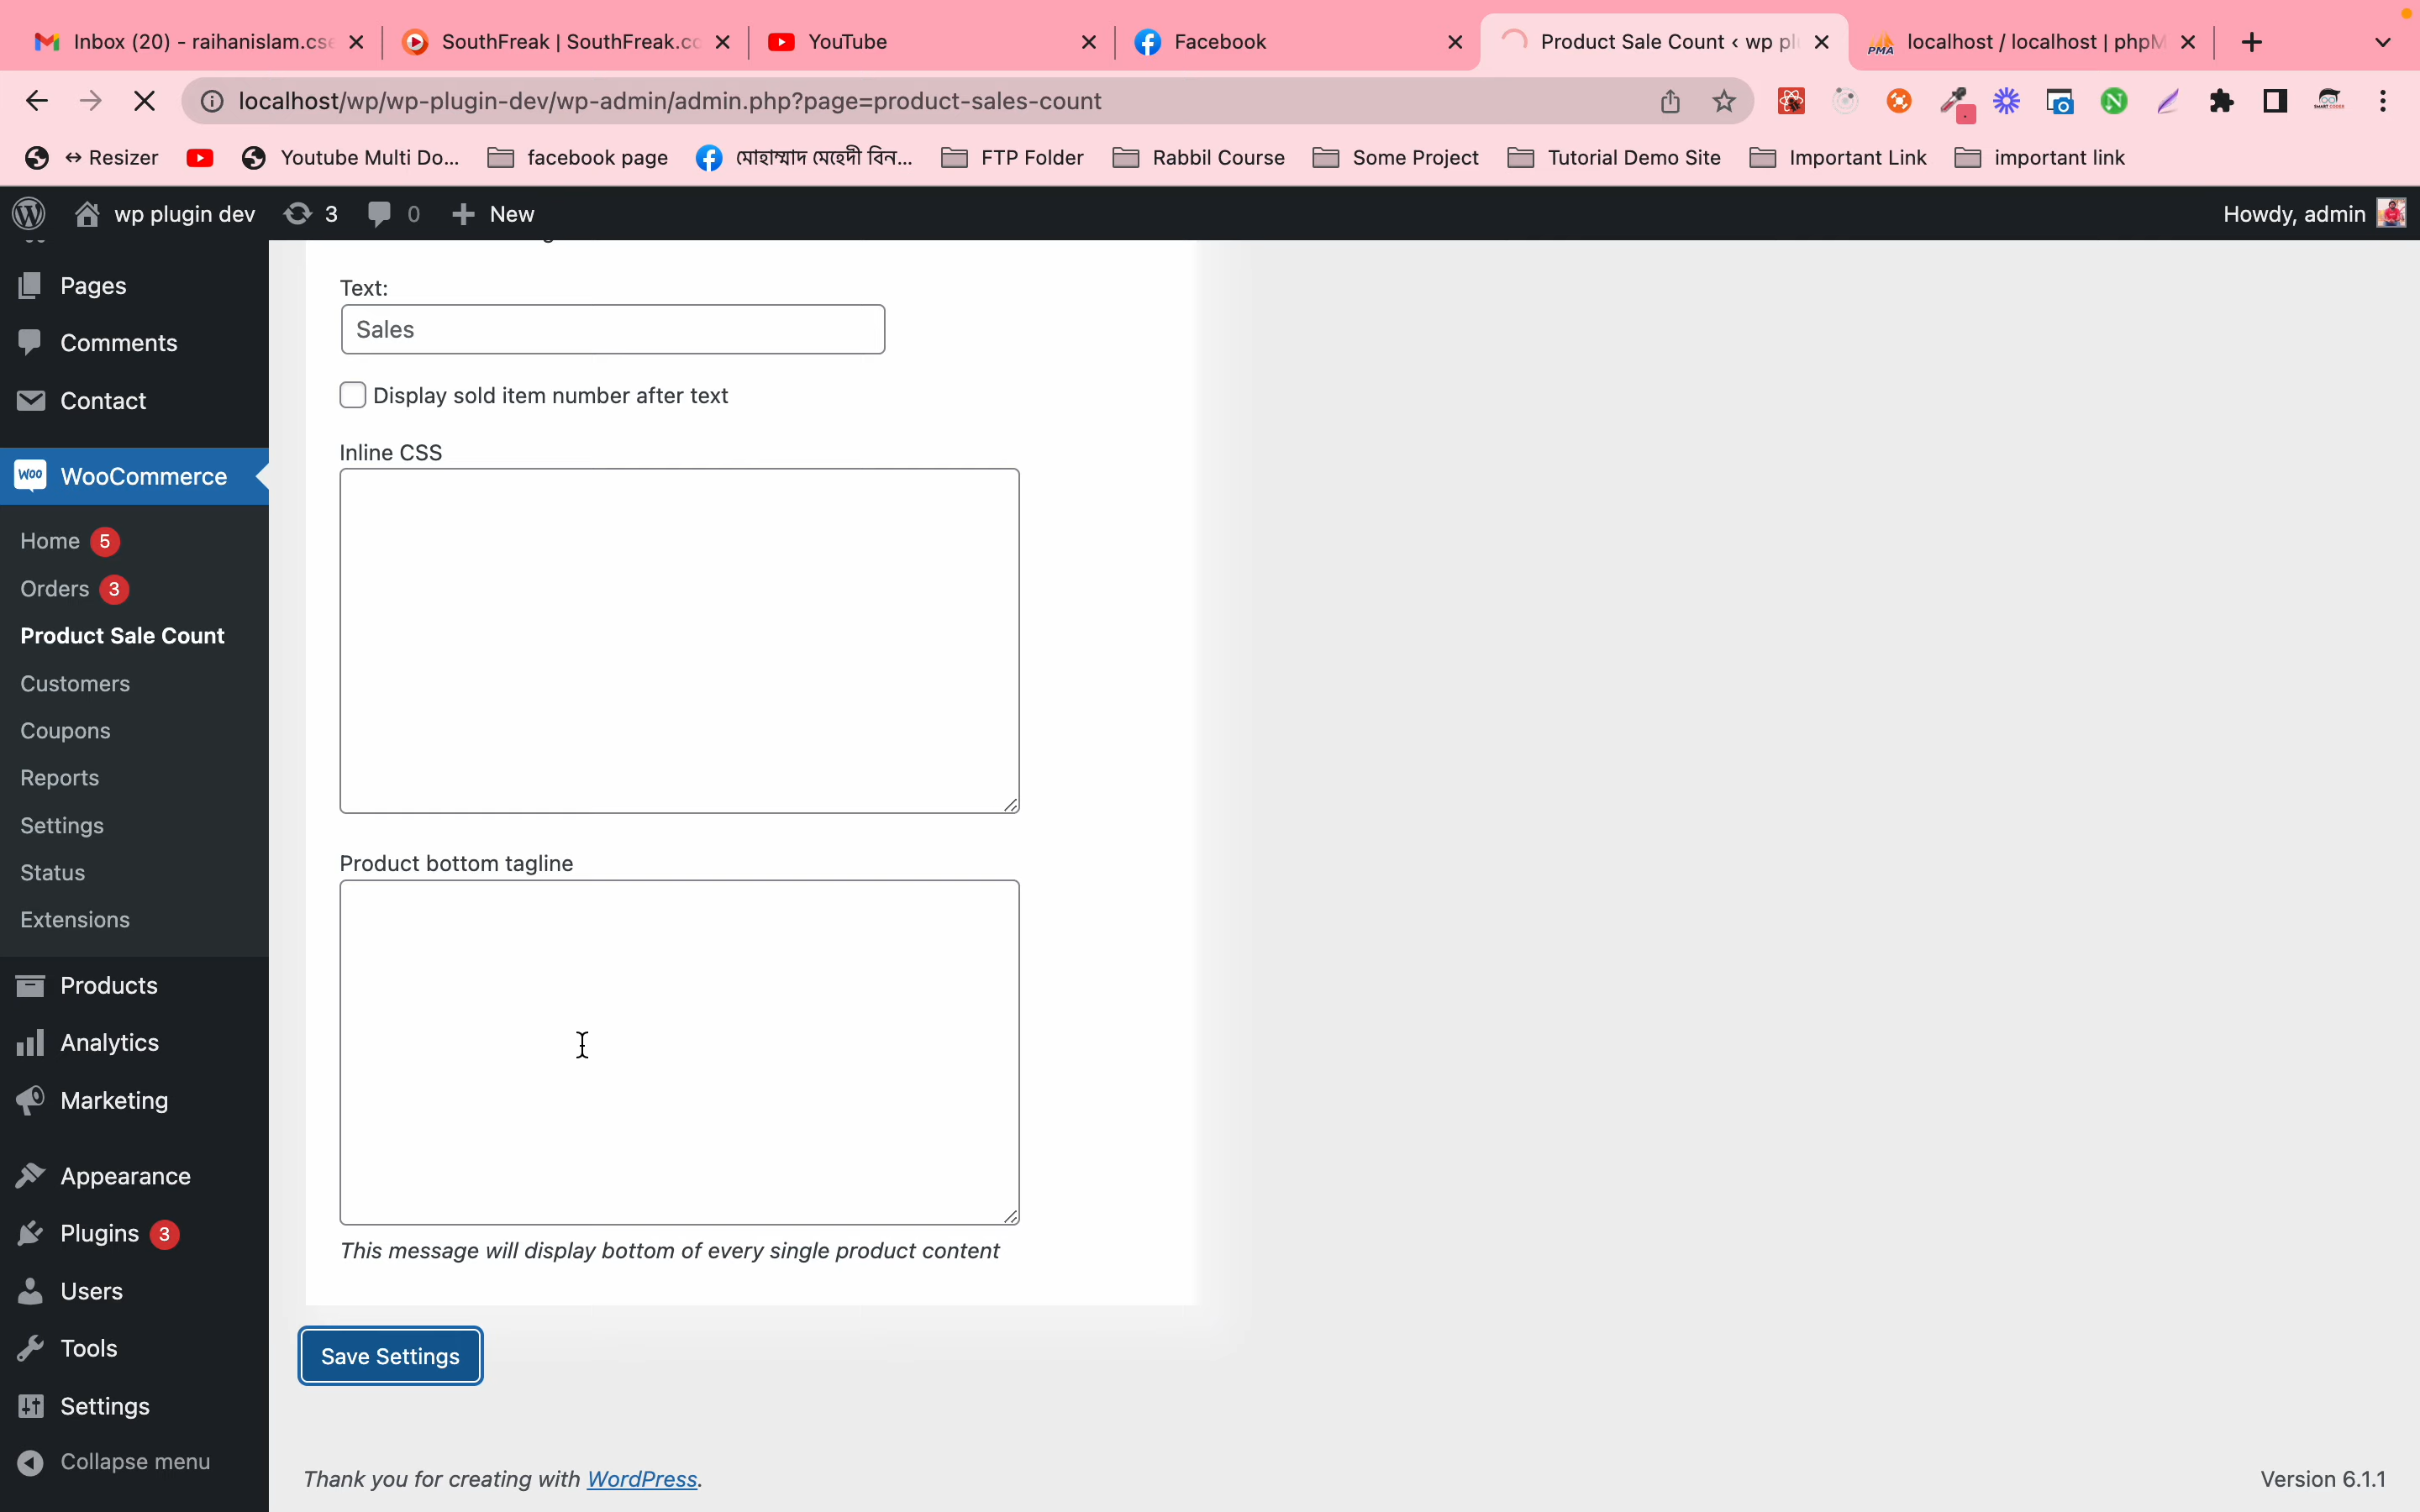 Inbox (20) - raihanislam.cse
SouthFreak | SouthFreak.co
YouTube
Facebook
Product Sale Count ‹ wp pl
localhost / localhost | phpM
localhost/wp/wp-plugin-dev/wp-admin/admin.php?page=product-sales-count
↔ Resizer
Youtube Multi Do...
facebook page
মোহাম্মাদ মেহেদী বিন...
FTP Folder
Rabbil Course
Some Project
Tutorial Demo Site
Important Link
important link
wp plugin dev
3
0
New
Howdy, admin
Pages
Comments
Contact
WOO WooCommerce
Home 5
Orders 3
Product Sale Count
Customers
Coupons
Reports
Settings
Status
Extensions
Products
Analytics
Marketing
Appearance
Plugins 3
Users
Tools
Settings
Collapse menu
Text:
Sales
Display sold item number after text
Inline CSS
Product bottom tagline
This message will display bottom of every single product content
Save Settings
Thank you for creating with WordPress.
Version 6.1.1